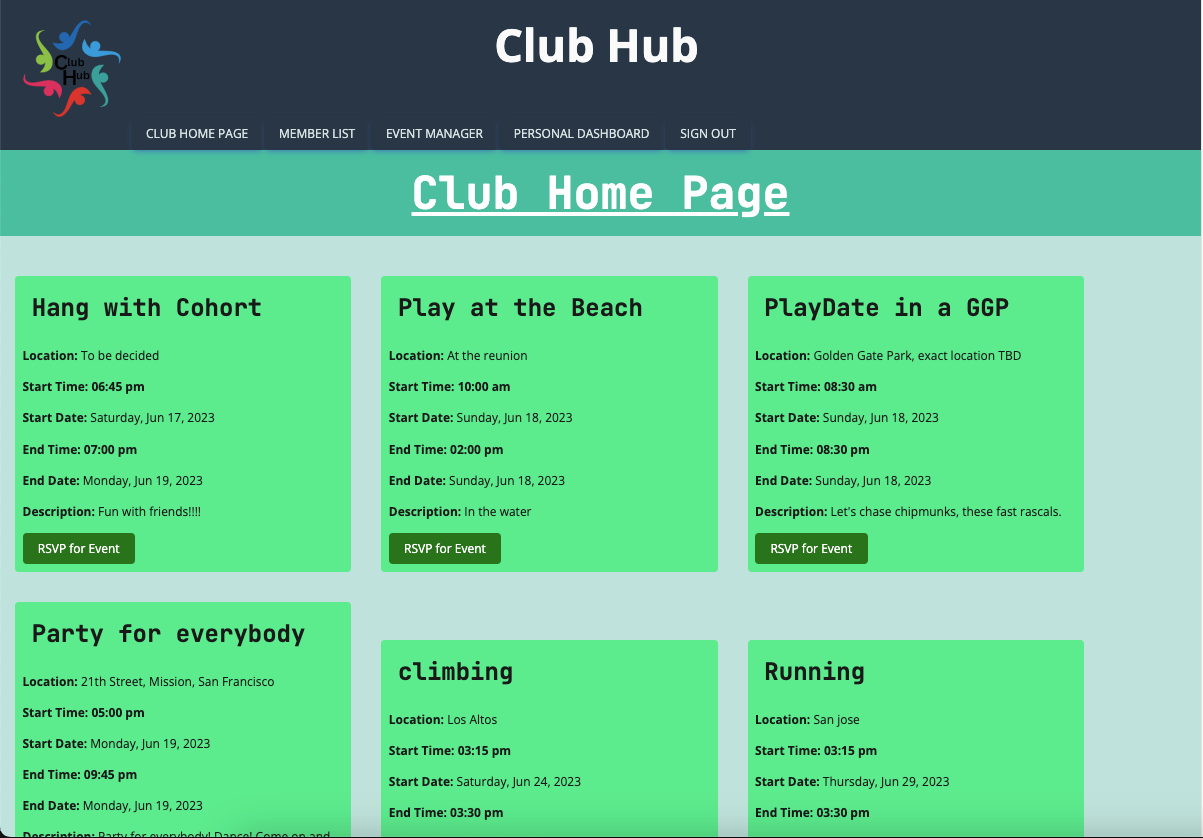 Club Hub
Club
Hub
CLUB HOME PAGE MEMBER LIST EVENT MANAGER PERSONAL DASHBOARD SIGN OUT
Club Home Page
Hang with Cohort
Location: To be decided
Start Time: 06:45 pm
Start Date: Saturday, Jun 17, 2023
End Time: 07:00 pm
End Date: Monday, Jun 19, 2023
Description: Fun with friends!!!!
RSVP for Event
Play at the Beach
Location: At the reunion
Start Time: 10:00 am
Start Date: Sunday, Jun 18, 2023
End Time: 02:00 pm
End Date: Sunday, Jun 18, 2023
Description: In the water
RSVP for Event
PlayDate in a GGP
Location: Golden Gate Park, exact location TBD
Start Time: 08:30 am
Start Date: Sunday, Jun 18, 2023
End Time: 08:30 pm
End Date: Sunday, Jun 18, 2023
Description: Let's chase chipmunks, these fast rascals.
RSVP for Event
Party for everybody
Location: 21th Street, Mission, San Francisco
Start Time: 05:00 pm
Start Date: Monday, Jun 19, 2023
End Time: 09:45 pm
End Date: Monday, Jun 19, 2023
Description: Party for everybody! Dance! Come on and
climbing
Location: Los Altos
Start Time: 03:15 pm
Start Date: Saturday, Jun 24, 2023
End Time: 03:30 pm
Running
Location: San jose
Start Time: 03:15 pm
Start Date: Thursday, Jun 29, 2023
End Time: 03:30 pm